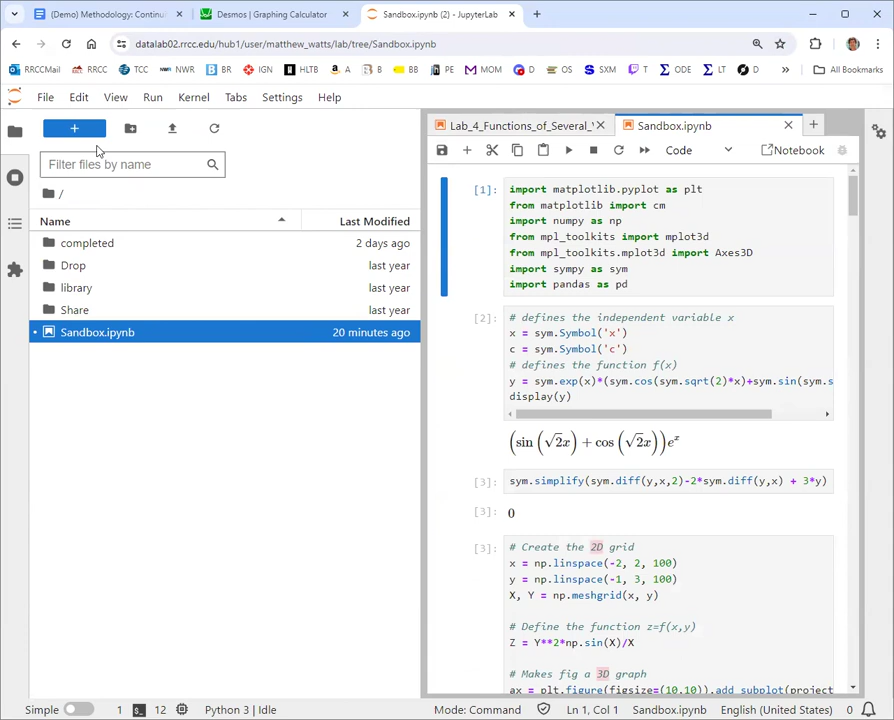 (Demo) Methodology: Continui
Desmos | Graphing Calculator
Sandbox.ipynb (2) - JupyterLab
datalab02.rrcc.edu/hub1/user/matthew_watts/lab/tree/Sandbox.ipynb
RRCCMail RRCC TCC NWR BR IGN HLTB A B BB MOM D OS SXM T ODE LT D All Bookmarks
File Edit View Run Kernel Tabs Settings Help
Filter files by name
/
Name Last Modified
completed 2 days ago
Drop last year
library last year
Share last year
Sandbox.ipynb 20 minutes ago
Lab_4_Functions_of_Several_
Sandbox.ipynb
Code Notebook
[1]: import matplotlib.pyplot as plt
from matplotlib import cm
import numpy as np
from mpl_toolkits import mplot3d
from mpl_toolkits.mplot3d import Axes3D
import sympy as sym
import pandas as pd
[2]: # defines the independent variable x
x = sym.Symbol('x')
c = sym.Symbol('c')
# defines the function f(x)
y = sym.exp(x)*(sym.cos(sym.sqrt(2)*x)+sym.sin(sym.s
display(y)
(sin (√2x) + cos (√2x)) eˣ
[3]: sym.simplify(sym.diff(y,x,2)-2*sym.diff(y,x) + 3*y)
[3]: 0
[3]: # Create the 2D grid
x = np.linspace(-2, 2, 100)
y = np.linspace(-1, 3, 100)
X, Y = np.meshgrid(x, y)
# Define the function z=f(x,y)
Z = Y**2*np.sin(X)/X
# Makes fig a 3D graph
ax = plt.figure(figsize=(10,10)).add_subplot(project
Simple 1 12 Python 3 | Idle Mode: Command Ln 1, Col 1 Sandbox.ipynb English (United States) 0